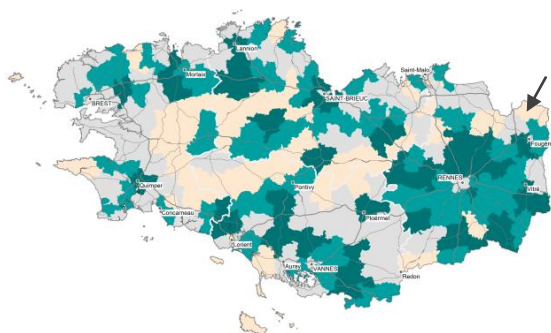 Lannion
Morlaix
Saint-Malo
BREST
SAINT-BRIEUC
Fougères
RENNES
Quimper
Pontivy
Vitré
Concarneau
Ploërmel
Lorient
Auray
VANNES
Redon